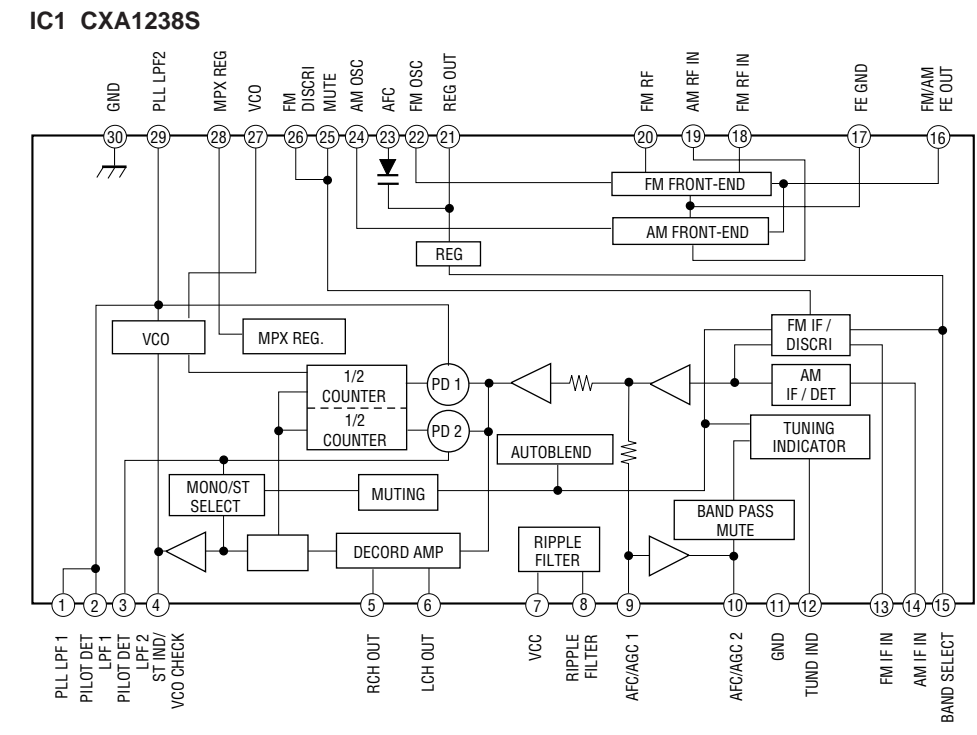 IC1 CXA1238S
GND
PLL LPF2
MPX REG
VCO
FM
DISCRI
MUTE
AM OSC
AFC
FM OSC
REG OUT
FM RF
AM RF IN
FM RF IN
FE GND
FM/AM
FE OUT
30
29
28
27
26
25
24
23
22
21
20
19
18
17
16
FM FRONT-END
AM FRONT-END
REG
VCO
MPX REG.
FM IF /
DISCRI
1/2
COUNTER
PD 1
AM
IF / DET
1/2
COUNTER
PD 2
TUNING
INDICATOR
AUTOBLEND
MONO/ST
SELECT
MUTING
BAND PASS
MUTE
DECORD AMP
RIPPLE
FILTER
1
2
3
4
5
6
7
8
9
10
11
12
13
14
15
PLL LPF 1
PILOT DET
LPF 1
PILOT DET
LPF 2
ST IND/
VCO CHECK
RCH OUT
LCH OUT
VCC
RIPPLE
FILTER
AFC/AGC 1
AFC/AGC 2
GND
TUND IND
FM IF IN
AM IF IN
BAND SELECT